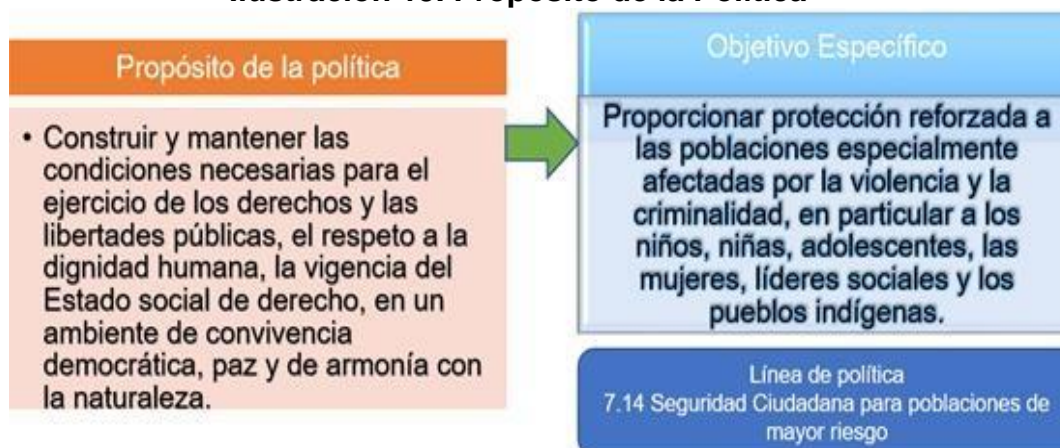 Propósito de la política
• Construir y mantener las
condiciones necesarias para el
ejercicio de los derechos y las
libertades públicas, el respeto a la
dignidad humana, la vigencia del
Estado social de derecho, en un
ambiente de convivencia
democrática, paz y de armonía con
la naturaleza.
Objetivo Específico
Proporcionar protección reforzada a
las poblaciones especialmente
afectadas por la violencia y la
criminalidad, en particular a los
niños, niñas, adolescentes, las
mujeres, líderes sociales y los
pueblos indígenas.
Línea de política
7.14 Seguridad Ciudadana para poblaciones de
mayor riesgo